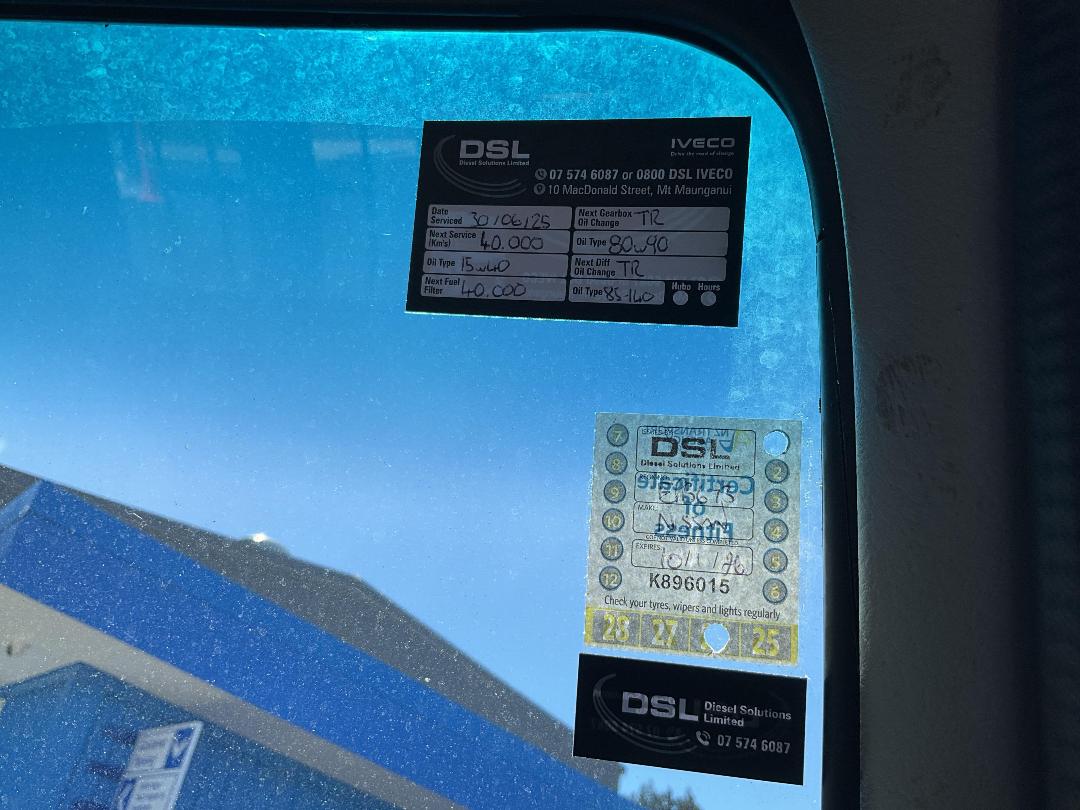 DSL
Diesel Solutions Limited
IVECO
Drive the road of change
07 574 6087 or 0800 DSL IVECO
10 MacDonald Street, Mt Maunganui
Date Serviced 30/06/25
Next Gearbox Oil Change TR
Next Service (Km's) 40.000
Oil Type 80w90
Oil Type 15w40
Next Diff Oil Change TR
Next Fuel Filter 40.000
Oil Type 85-140
Hubo Hours
7
DSL
8
Diesel Solutions Limited
2
9
Certificate
3
10
MAKE
of
4
Fitness
11
EXPIRES 10/1/26
5
12
K896015
6
Check your tyres, wipers and lights regularly
28 27 25
DSL Diesel Solutions Limited
07 574 6087